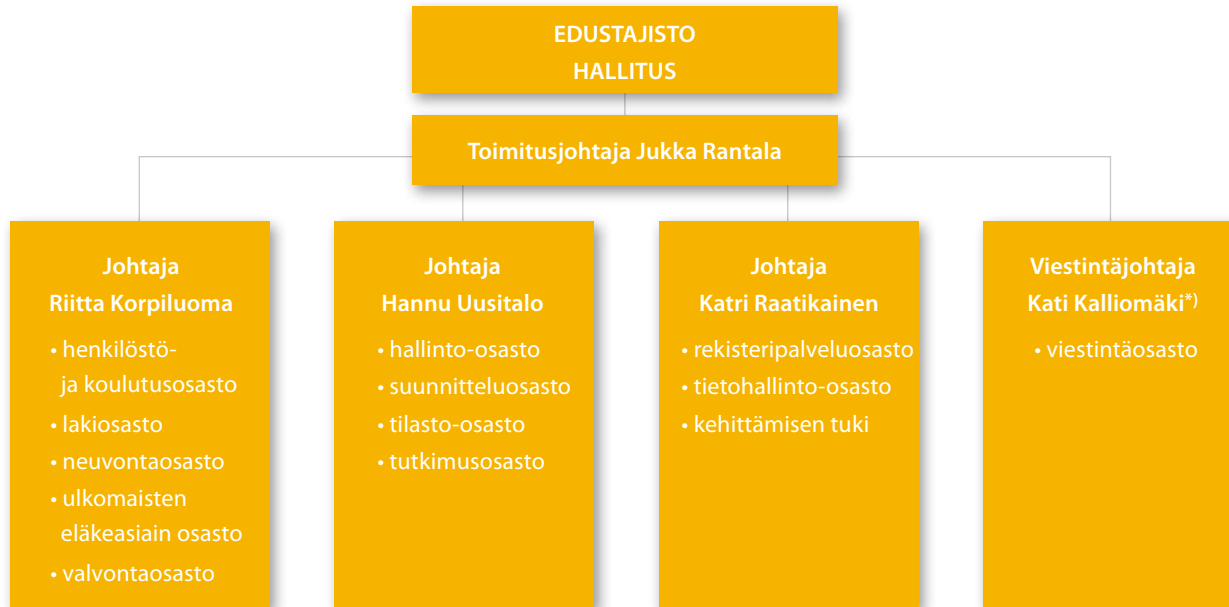 EDUSTAJISTO
HALLITUS
Toimitusjohtaja Jukka Rantala
Johtaja
Riitta Korpiluoma
• henkilöstö-
ja koulutusosasto
• lakiosasto
• neuvontaosasto
• ulkomaisten
eläkeasiain osasto
• valvontaosasto
Johtaja
Hannu Uusitalo
• hallinto-osasto
• suunnitteluosasto
• tilasto-osasto
• tutkimusosasto
Johtaja
Katri Raatikainen
• rekisteripalveluosasto
• tietohallinto-osasto
• kehittämisen tuki
Viestintäjohtaja
Kati Kalliomäki*)
• viestintäosasto